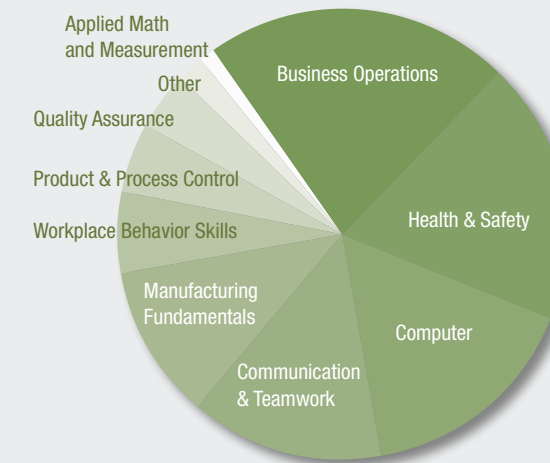 Applied Math
and Measurement
Business Operations
Other
Quality Assurance
Product & Process Control
Health & Safety
Workplace Behavior Skills
Manufacturing
Fundamentals
Computer
Communication
& Teamwork